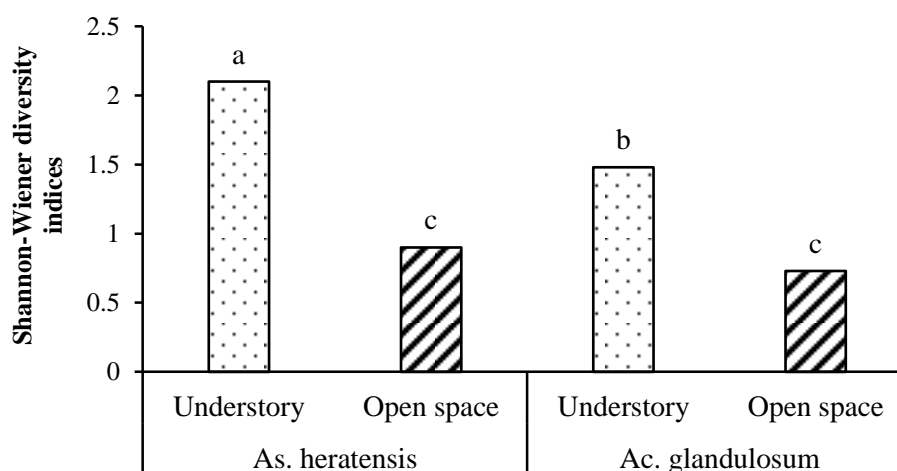 Shannon-Wiener diversity
indices
2.5
2
1.5
1
0.5
0
a
c
b
c
Understory Open space Understory Open space
As. heratensis Ac. glandulosum